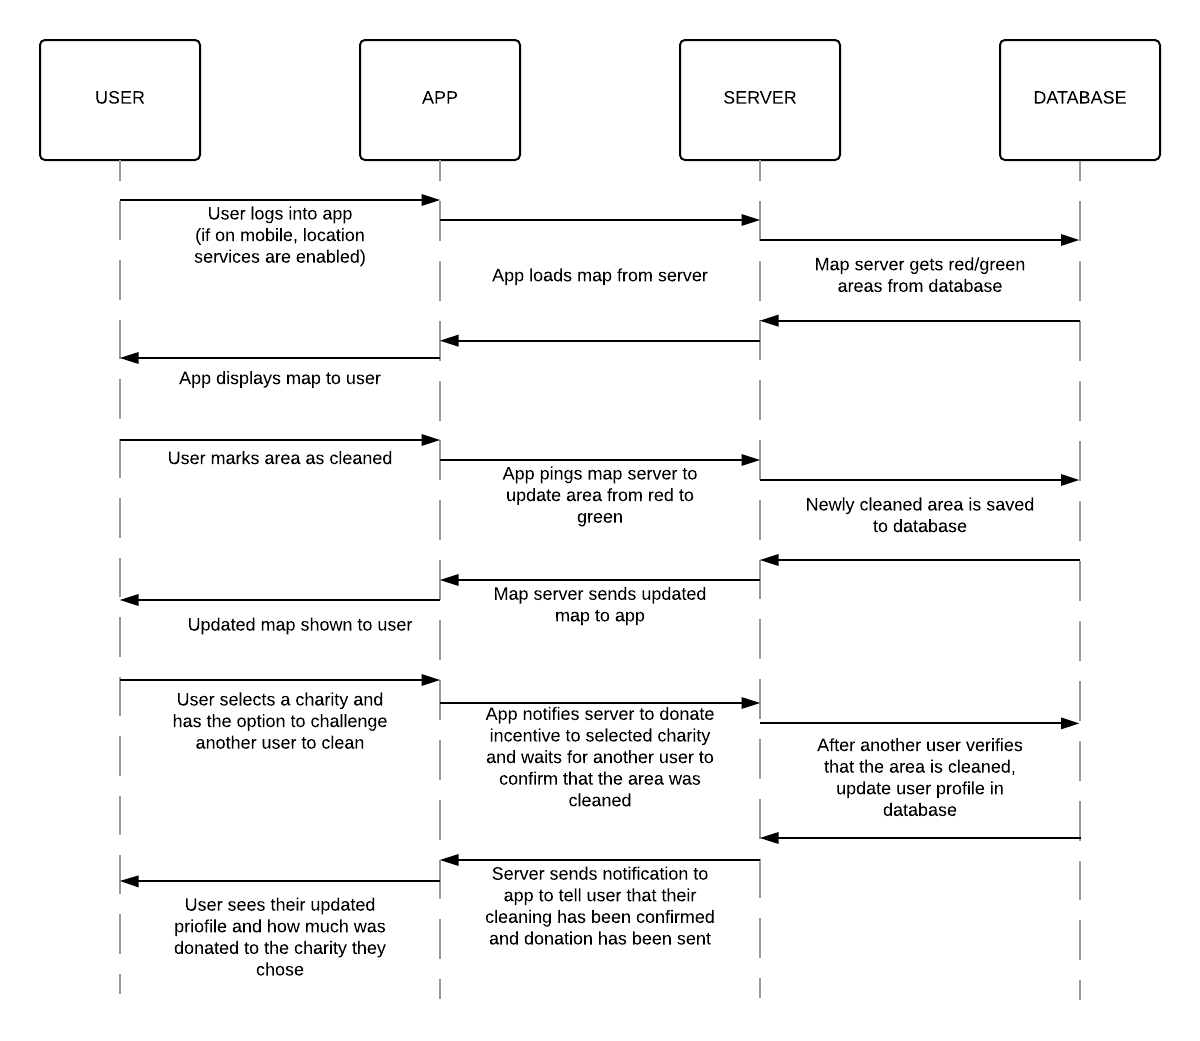 USER
APP
SERVER
DATABASE
User logs into app
(if on mobile, location
services are enabled)
App loads map from server
Map server gets red/green
areas from database
App displays map to user
User marks area as cleaned
App pings map server to
update area from red to
green
Newly cleaned area is saved
to database
Map server sends updated
map to app
Updated map shown to user
User selects a charity and
has the option to challenge
another user to clean
App notifies server to donate
incentive to selected charity
and waits for another user to
confirm that the area was
cleaned
After another user verifies
that the area is cleaned,
update user profile in
database
Server sends notification to
app to tell user that their
cleaning has been confirmed
and donation has been sent
User sees their updated
priofile and how much was
donated to the charity they
chose